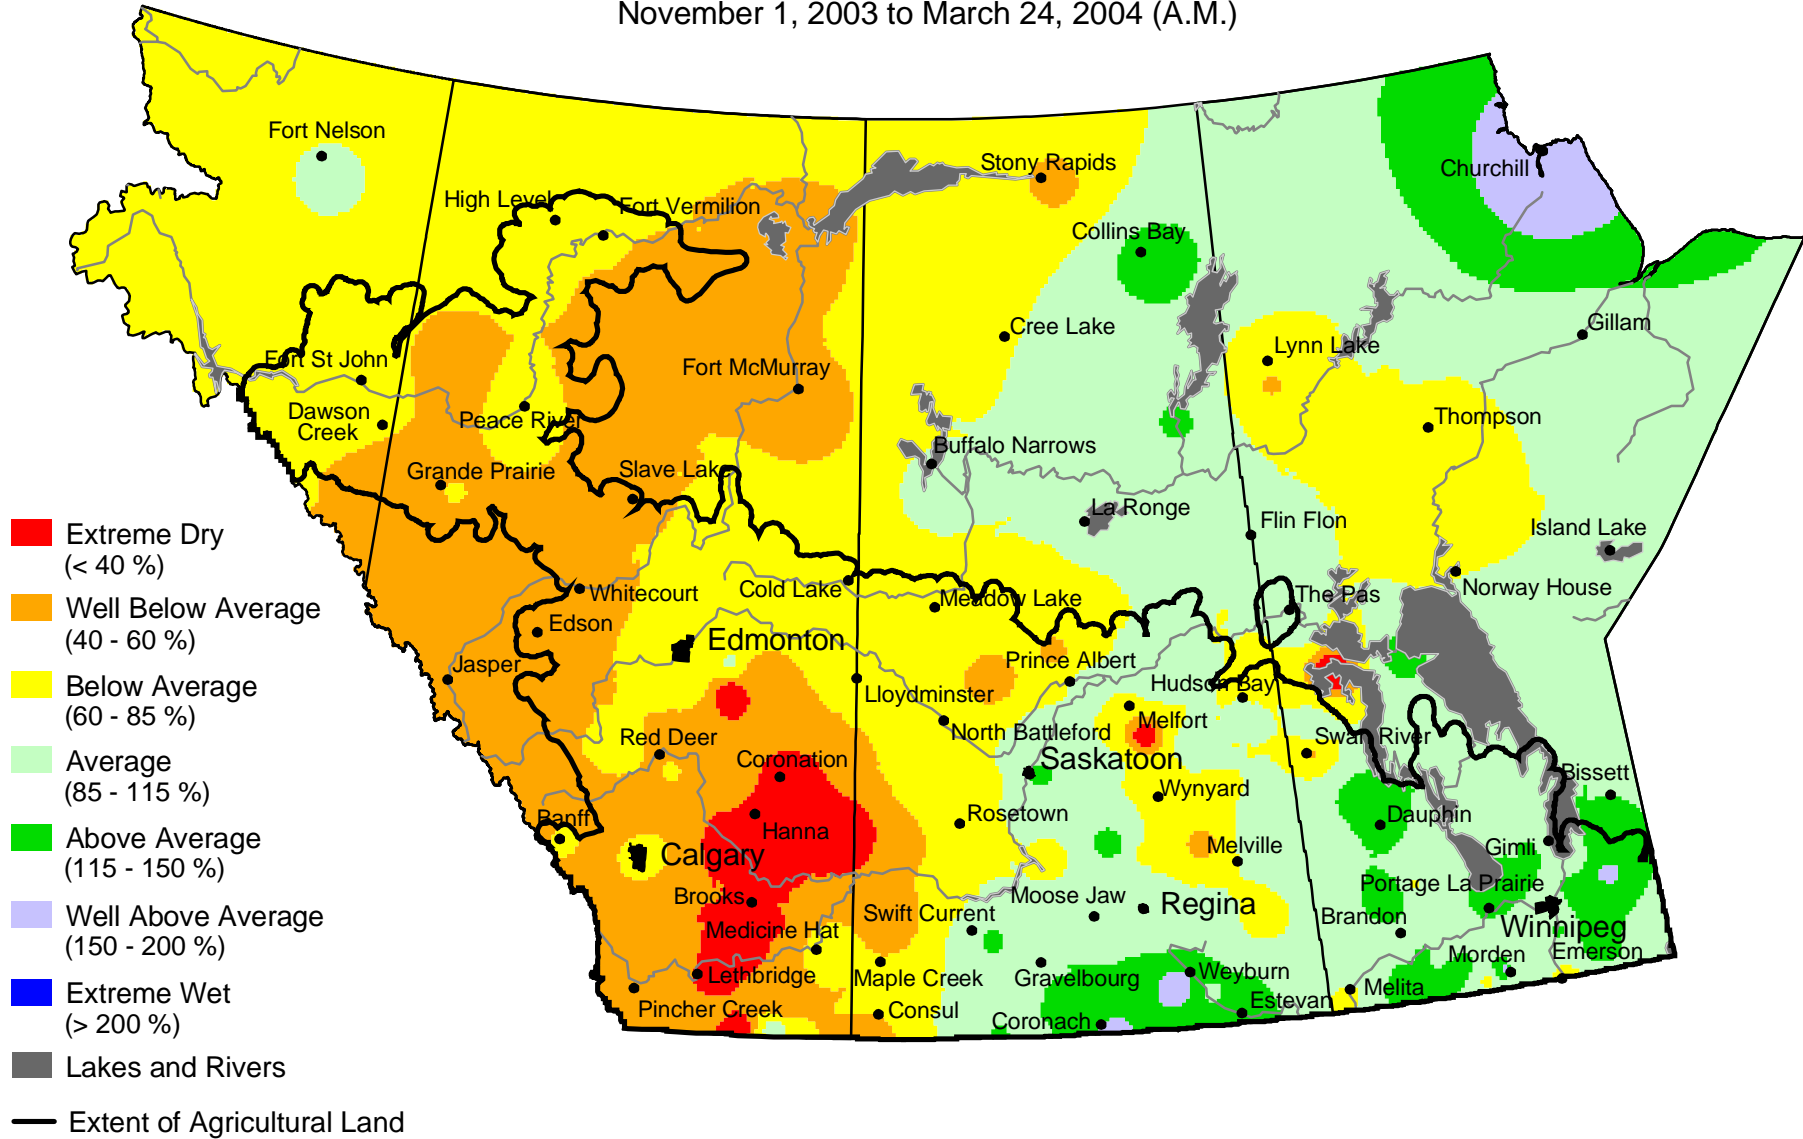 November 1, 2003 to March 24, 2004 (A.M.)
Fort Nelson
Stony Rapids
Churchill
High Level
Fort Vermilion
Collins Bay
Cree Lake
Gillam
Lynn Lake
Fort St John
Fort McMurray
Dawson
Creek
Peace River
Thompson
Buffalo Narrows
Grande Prairie
Slave Lake
La Ronge
Flin Flon
Island Lake
Cold Lake
Whitecourt
Meadow Lake
The Pas
Norway House
Edson
Edmonton
Jasper
Prince Albert
Lloydminster
Hudson Bay
Melfort
North Battleford
Red Deer
Swan River
Coronation
Saskatoon
Bissett
Wynyard
Banff
Hanna
Rosetown
Dauphin
Calgary
Melville
Gimli
Brooks
Moose Jaw
Regina
Portage La Prairie
Swift Current
Brandon
Winnipeg
Medicine Hat
Morden
Emerson
Lethbridge
Maple Creek
Gravelbourg
Weyburn
Melita
Pincher Creek
Consul
Coronach
Estevan
Extreme Dry
(< 40 %)
Well Below Average
(40 - 60 %)
Below Average
(60 - 85 %)
Average
(85 - 115 %)
Above Average
(115 - 150 %)
Well Above Average
(150 - 200 %)
Extreme Wet
(> 200 %)
Lakes and Rivers
Extent of Agricultural Land